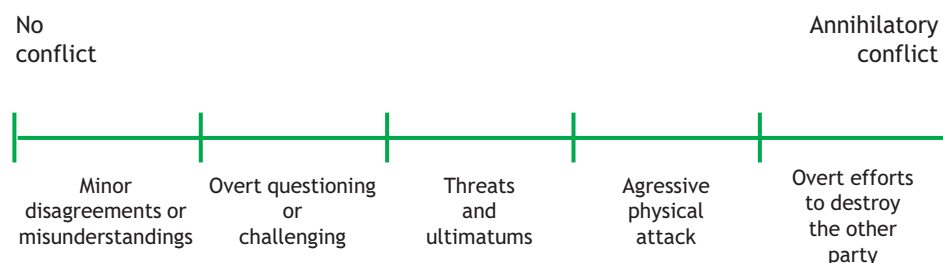 No
conflict
Annihilatory
conflict
Minor
disagreements or
misunderstandings
Overt questioning
or
challenging
Threats
and
ultimatums
Agressive
physical
attack
Overt efforts
to destroy
the other
party